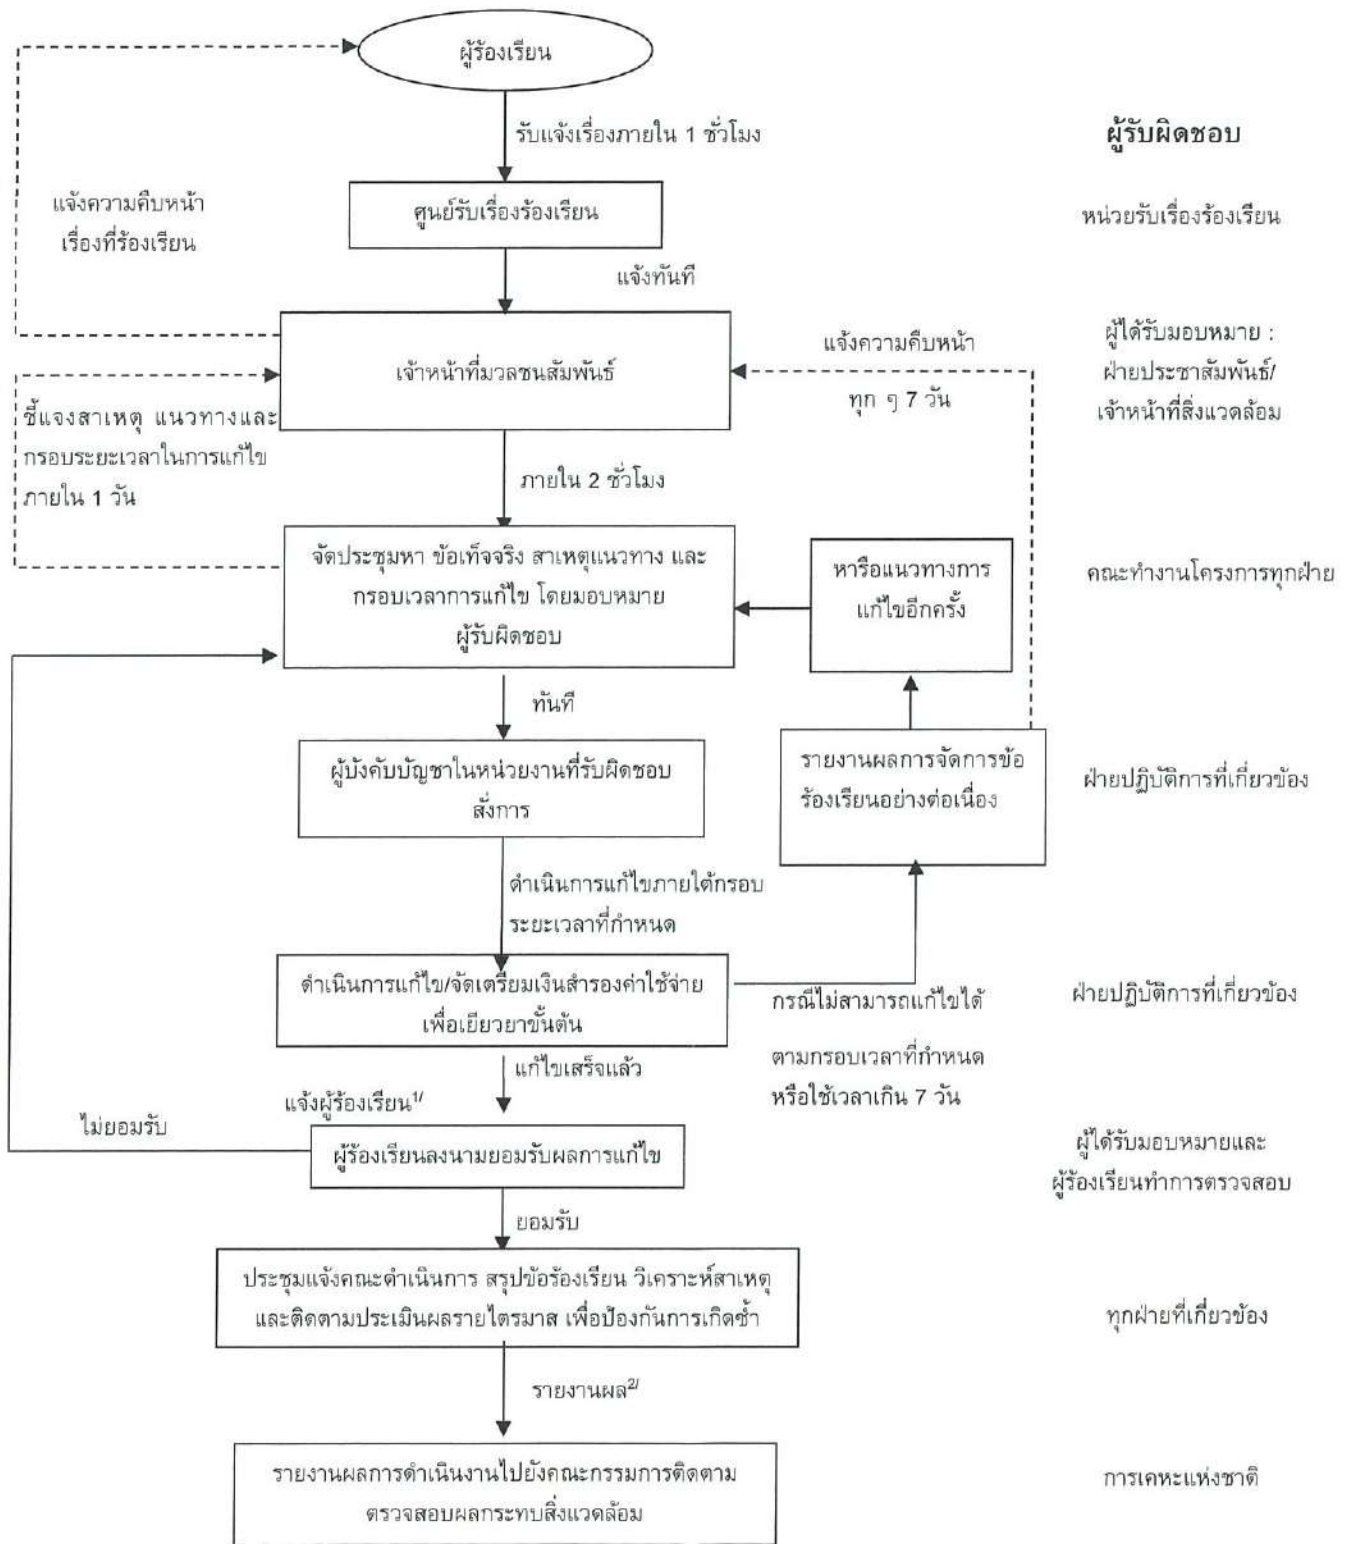 ผู้ร้องเรียน
รับแจ้งเรื่องภายใน 1 ชั่วโมง
ผู้รับผิดชอบ
แจ้งความคืบหน้า
เรื่องที่ร้องเรียน
ศูนย์รับเรื่องร้องเรียน
หน่วยรับเรื่องร้องเรียน
แจ้งทันที
เจ้าหน้าที่มวลชนสัมพันธ์
แจ้งความคืบหน้า
ทุก ๆ 7 วัน
ผู้ได้รับมอบหมาย :
ฝ่ายประชาสัมพันธ์/
เจ้าหน้าที่สิ่งแวดล้อม
ชี้แจงสาเหตุ แนวทางและ
กรอบระยะเวลาในการแก้ไข
ภายใน 1 วัน
ภายใน 2 ชั่วโมง
จัดประชุมหา ข้อเท็จจริง สาเหตุแนวทาง และ
กรอบเวลาการแก้ไข โดยมอบหมาย
ผู้รับผิดชอบ
หารือแนวทางการ
แก้ไขอีกครั้ง
คณะทำงานโครงการทุกฝ่าย
ทันที
ผู้บังคับบัญชาในหน่วยงานที่รับผิดชอบ
สั่งการ
รายงานผลการจัดการข้อ
ร้องเรียนอย่างต่อเนื่อง
ฝ่ายปฏิบัติการที่เกี่ยวข้อง
ดำเนินการแก้ไขภายใต้กรอบ
ระยะเวลาที่กำหนด
ดำเนินการแก้ไข/จัดเตรียมเงินสำรองค่าใช้จ่าย
เพื่อเยียวยาขั้นต้น
กรณีไม่สามารถแก้ไขได้
ตามกรอบเวลาที่กำหนด
หรือใช้เวลาเกิน 7 วัน
ฝ่ายปฏิบัติการที่เกี่ยวข้อง
แก้ไขเสร็จแล้ว
แจ้งผู้ร้องเรียน1/
ไม่ยอมรับ
ผู้ร้องเรียนลงนามยอมรับผลการแก้ไข
ผู้ได้รับมอบหมายและ
ผู้ร้องเรียนทำการตรวจสอบ
ยอมรับ
ประชุมแจ้งคณะดำเนินการ สรุปข้อร้องเรียน วิเคราะห์สาเหตุ
และติดตามประเมินผลรายไตรมาส เพื่อป้องกันการเกิดซ้ำ
ทุกฝ่ายที่เกี่ยวข้อง
รายงานผล2/
รายงานผลการดำเนินงานไปยังคณะกรรมการติดตาม
ตรวจสอบผลกระทบสิ่งแวดล้อม
การเคหะแห่งชาติ